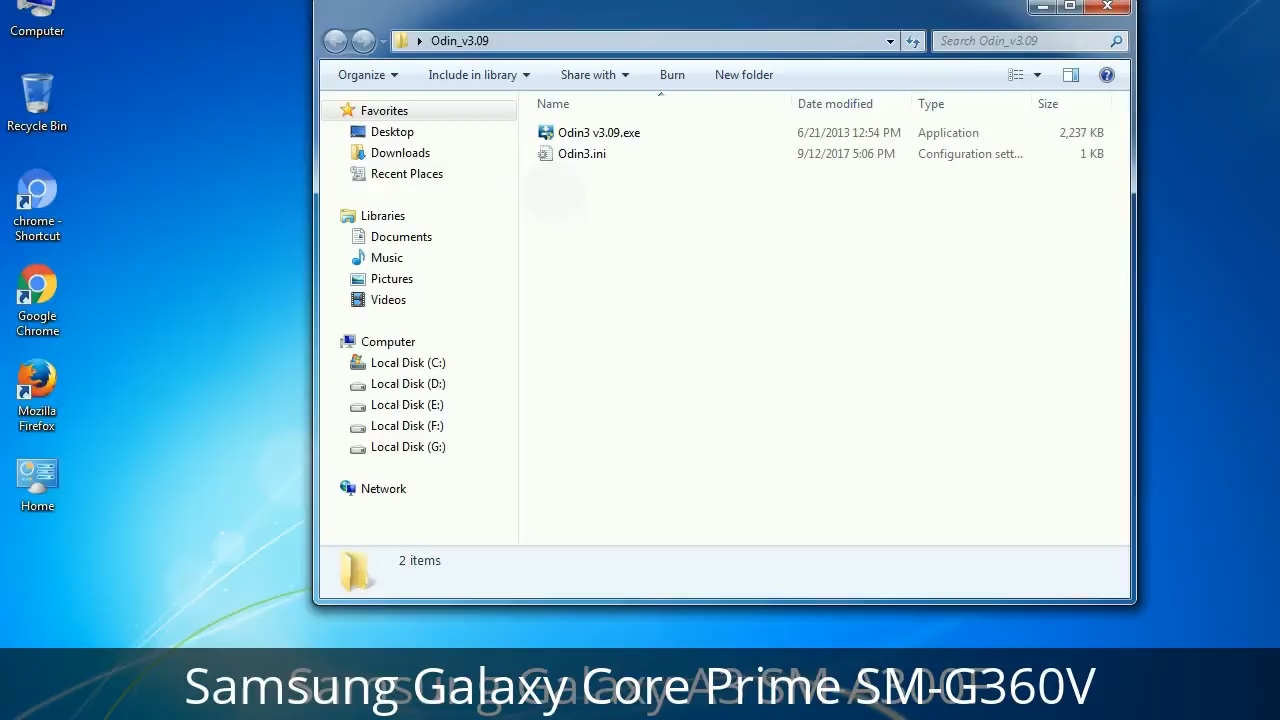 Computer
Recycle Bin
chrome -
Shortcut
Google
Chrome
Mozilla
Firefox
Home
Odin_v3.09
Search Odin_v3.09
Organize
Include in library
Share with
Burn
New folder
Name
Date modified
Type
Size
Odin3 v3.09.exe
6/21/2013 12:54 PM
Application
2,237 KB
Odin3.ini
9/12/2017 5:06 PM
Configuration sett...
1 KB
Favorites
Desktop
Downloads
Recent Places
Libraries
Documents
Music
Pictures
Videos
Computer
Local Disk (C:)
Local Disk (D:)
Local Disk (E:)
Local Disk (F:)
Local Disk (G:)
Network
2 items
Samsung Galaxy Core Prime SM-G360V
Samsung Galaxy A3